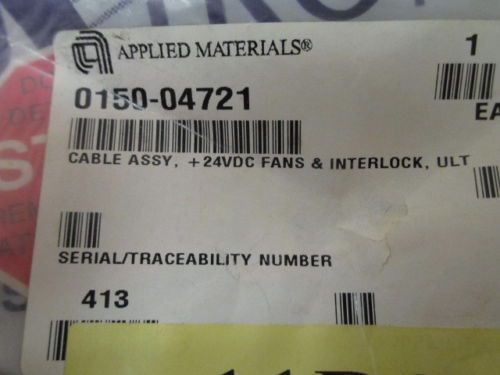 APPLIED MATERIALS® 1
0150-04721
EA
CABLE ASSY, +24VDC FANS & INTERLOCK, ULT
SERIAL/TRACEABILITY NUMBER
413